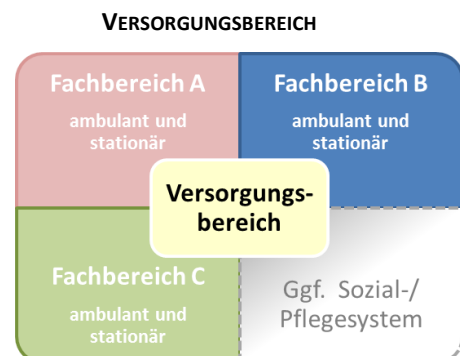 VERSORGUNGSBEREICH
Fachbereich A
ambulant und
stationär
Fachbereich B
ambulant und
stationär
Versorgungs-
bereich
Fachbereich C
ambulant und
stationär
Ggf. Sozial-/
Pflegesystem